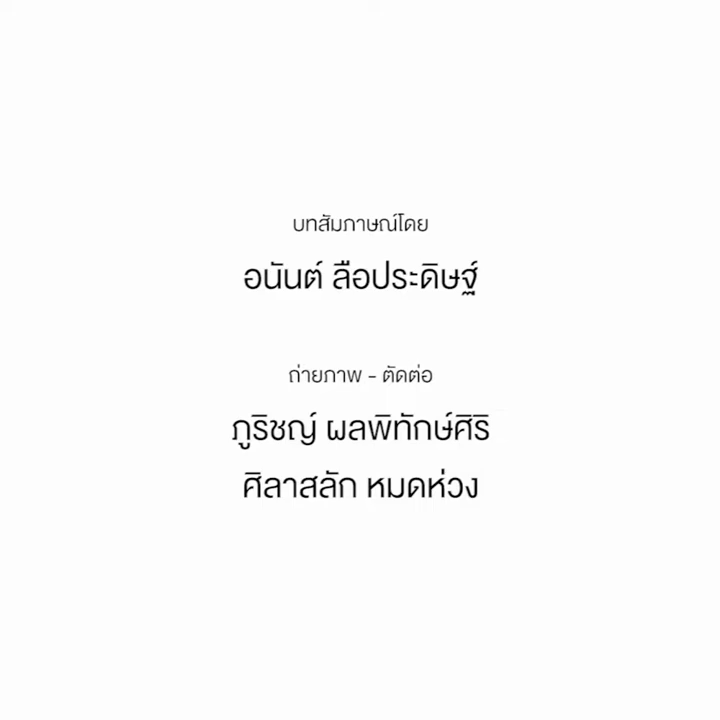 บทสัมภาษณ์โดย
อนันต์ ลือประดิษฐ์
ถ่ายภาพ - ตัดต่อ
ภูริชญ์ ผลพิทักษ์ศิริ
ศิลาสลัก หมดห่วง